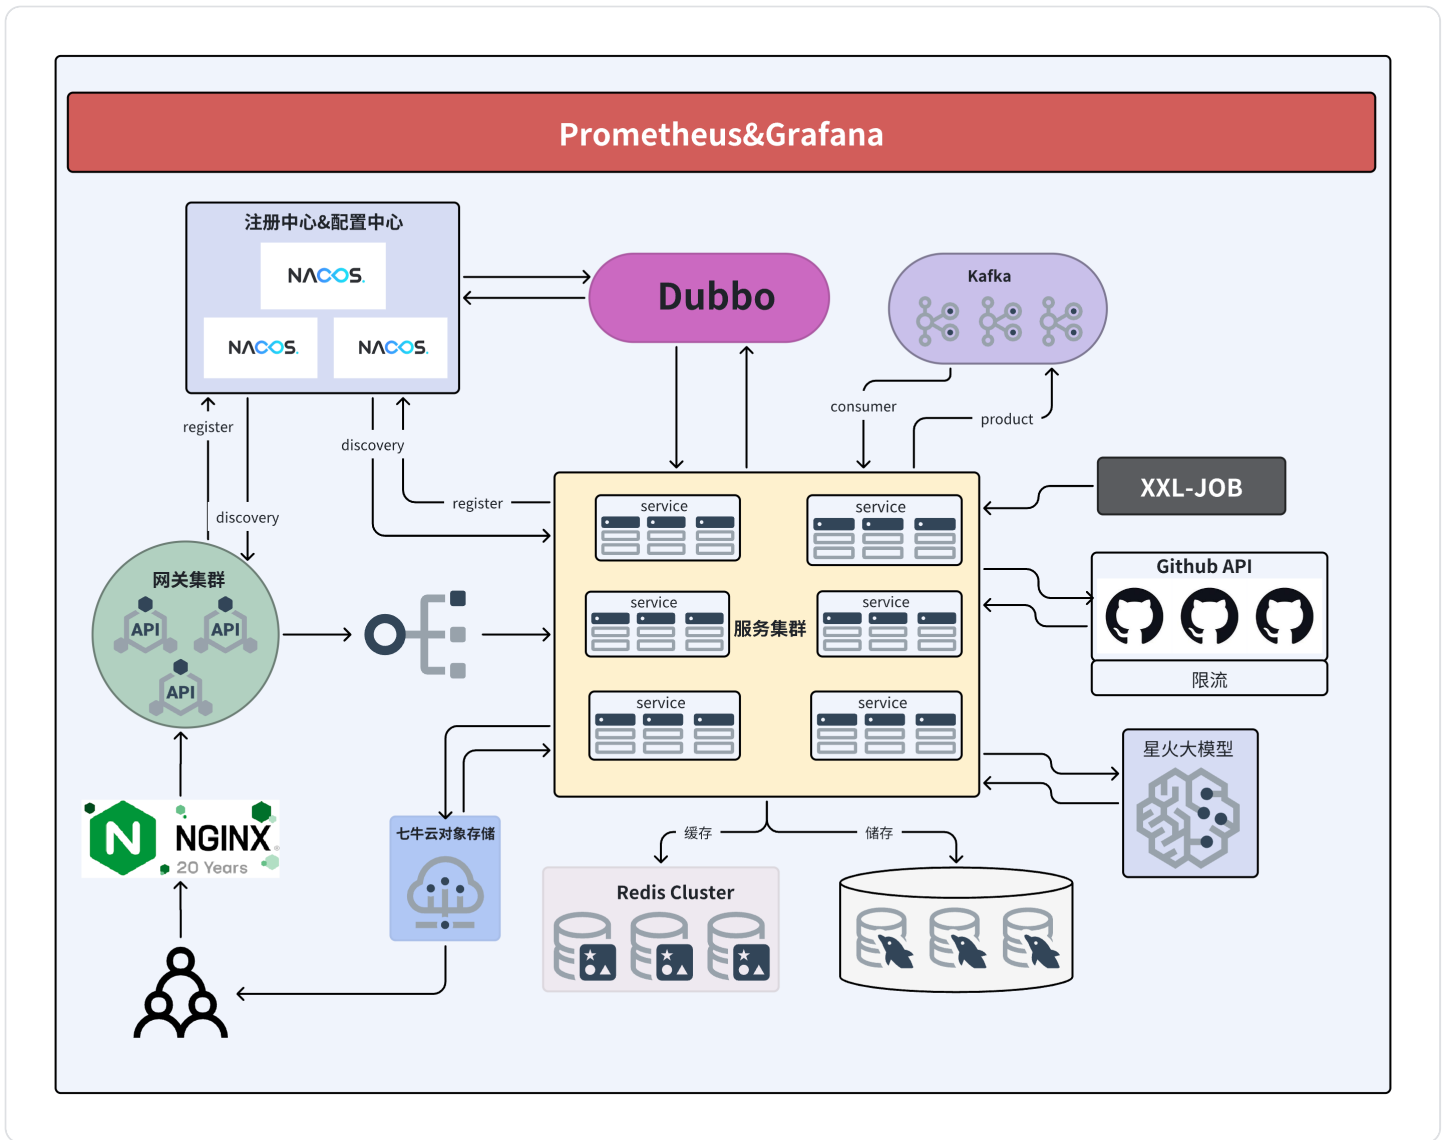 Prometheus&Grafana
注册中心&配置中心
NACOS.
NACOS.
NACOS.
Dubbo
Kafka
consumer
product
register
discovery
discovery
register
XXL-JOB
网关集群
API
API
API
service
service
service
service
服务集群
service
service
Github API
限流
星火大模型
NGINX
20 Years
七牛云对象存储
缓存
储存
Redis Cluster